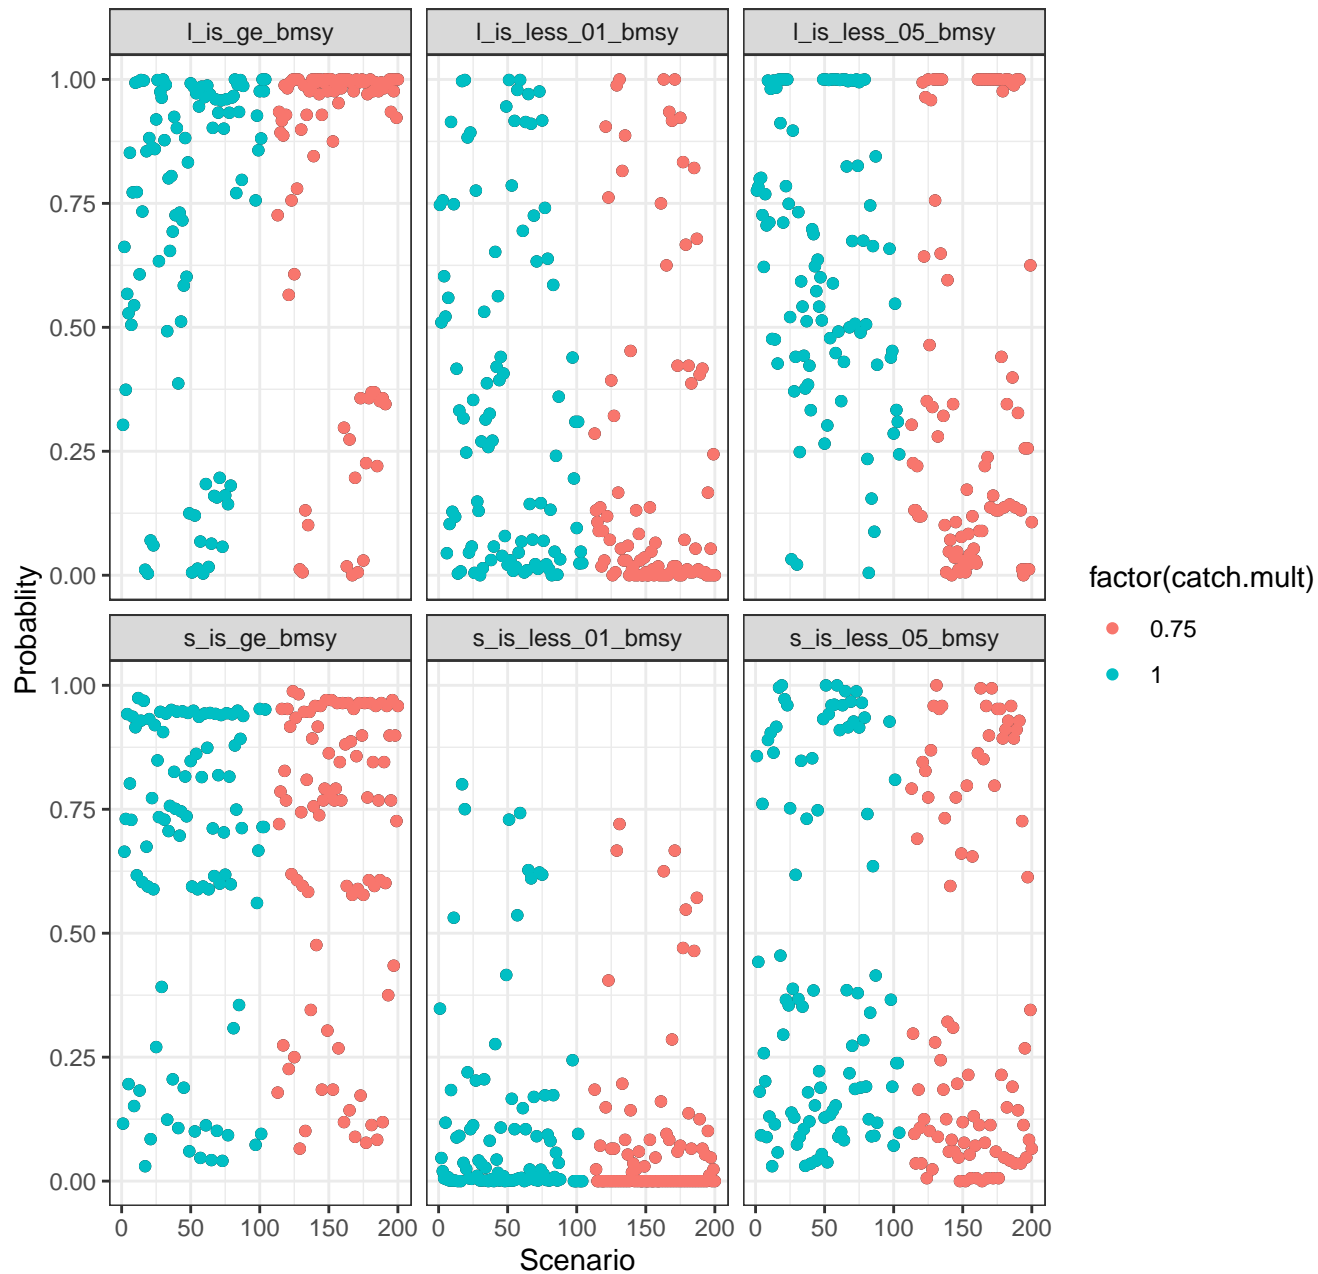 l_is_ge_bmsy l_is_less_01_bmsy l_is_less_05_bmsy
1.00
0.75
0.50
0.25
0.00
s_is_ge_bmsy s_is_less_01_bmsy s_is_less_05_bmsy
1.00
0.75
0.50
0.25
0.00
0 50 100 150 200 0 50 100 150 200 0 50 100 150 200
Scenario
Probablity
factor(catch.mult)
0.75
1